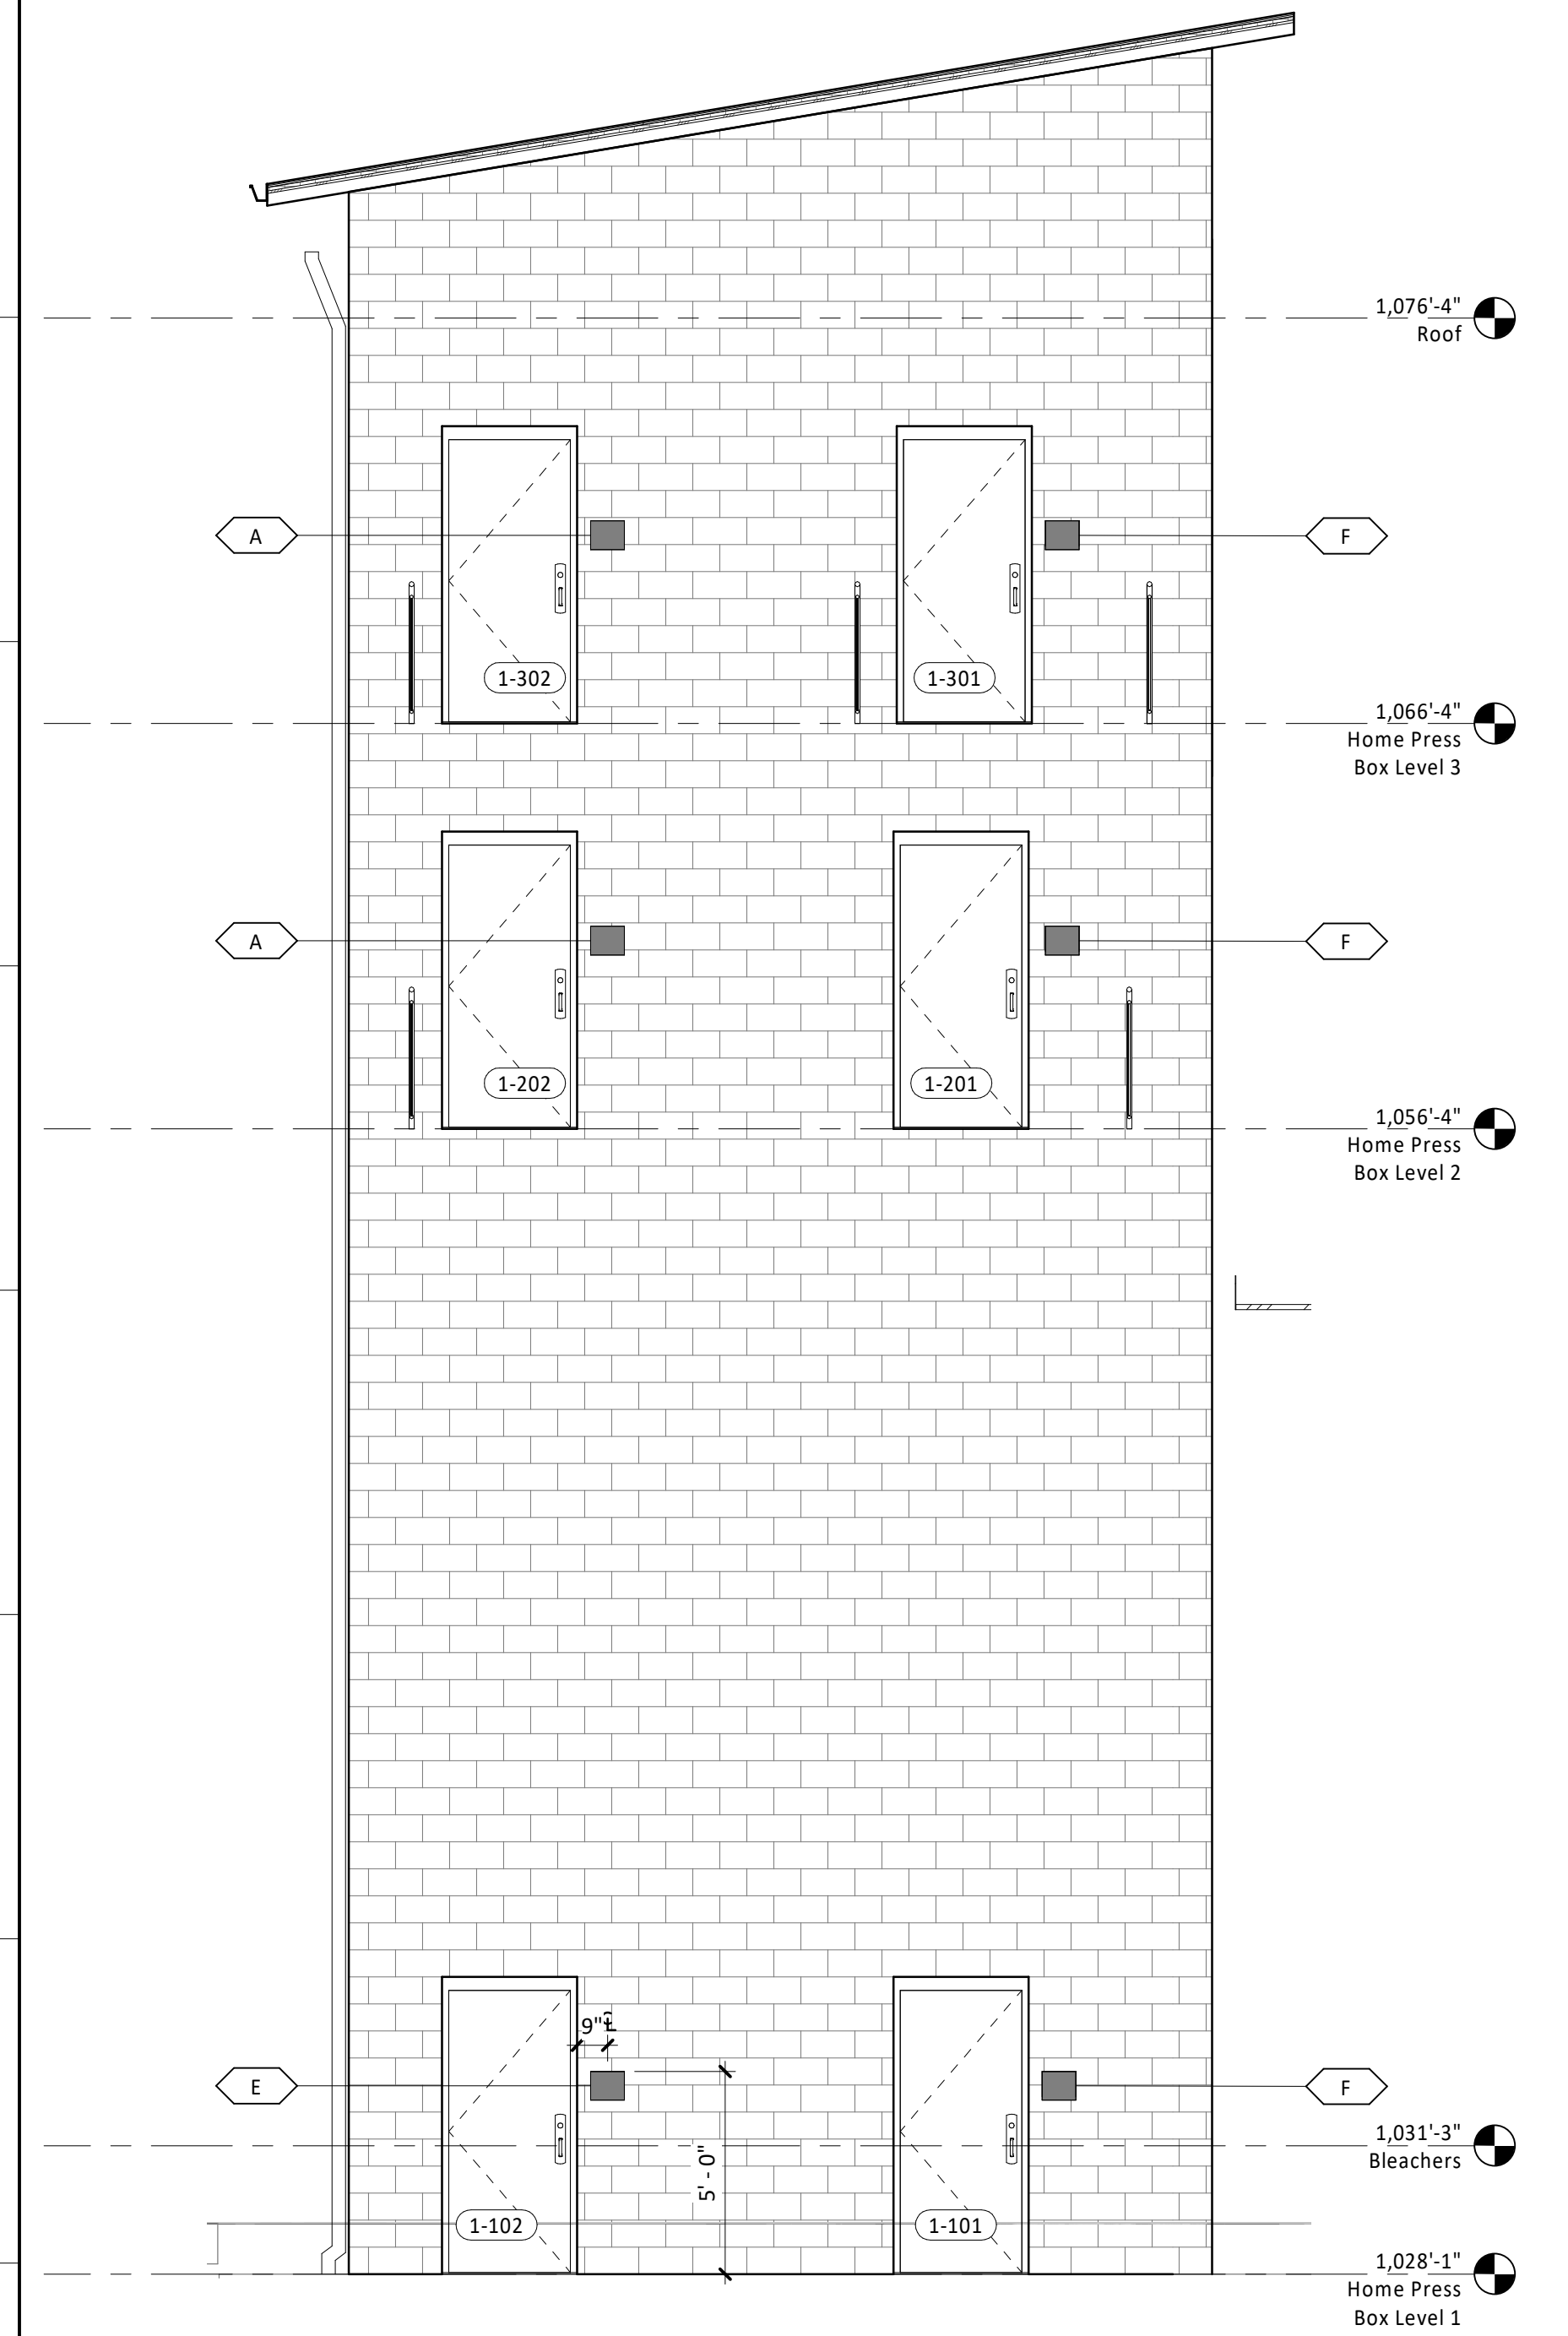 1,076'-4"
Roof
A
F
1-302
1-301
1,066'-4"
Home Press
Box Level 3
A
F
1-202
1-201
1,056'-4"
Home Press
Box Level 2
9"
℄
E
F
1,031'-3"
Bleachers
5' - 0"
1-102
1-101
1,028'-1"
Home Press
Box Level 1